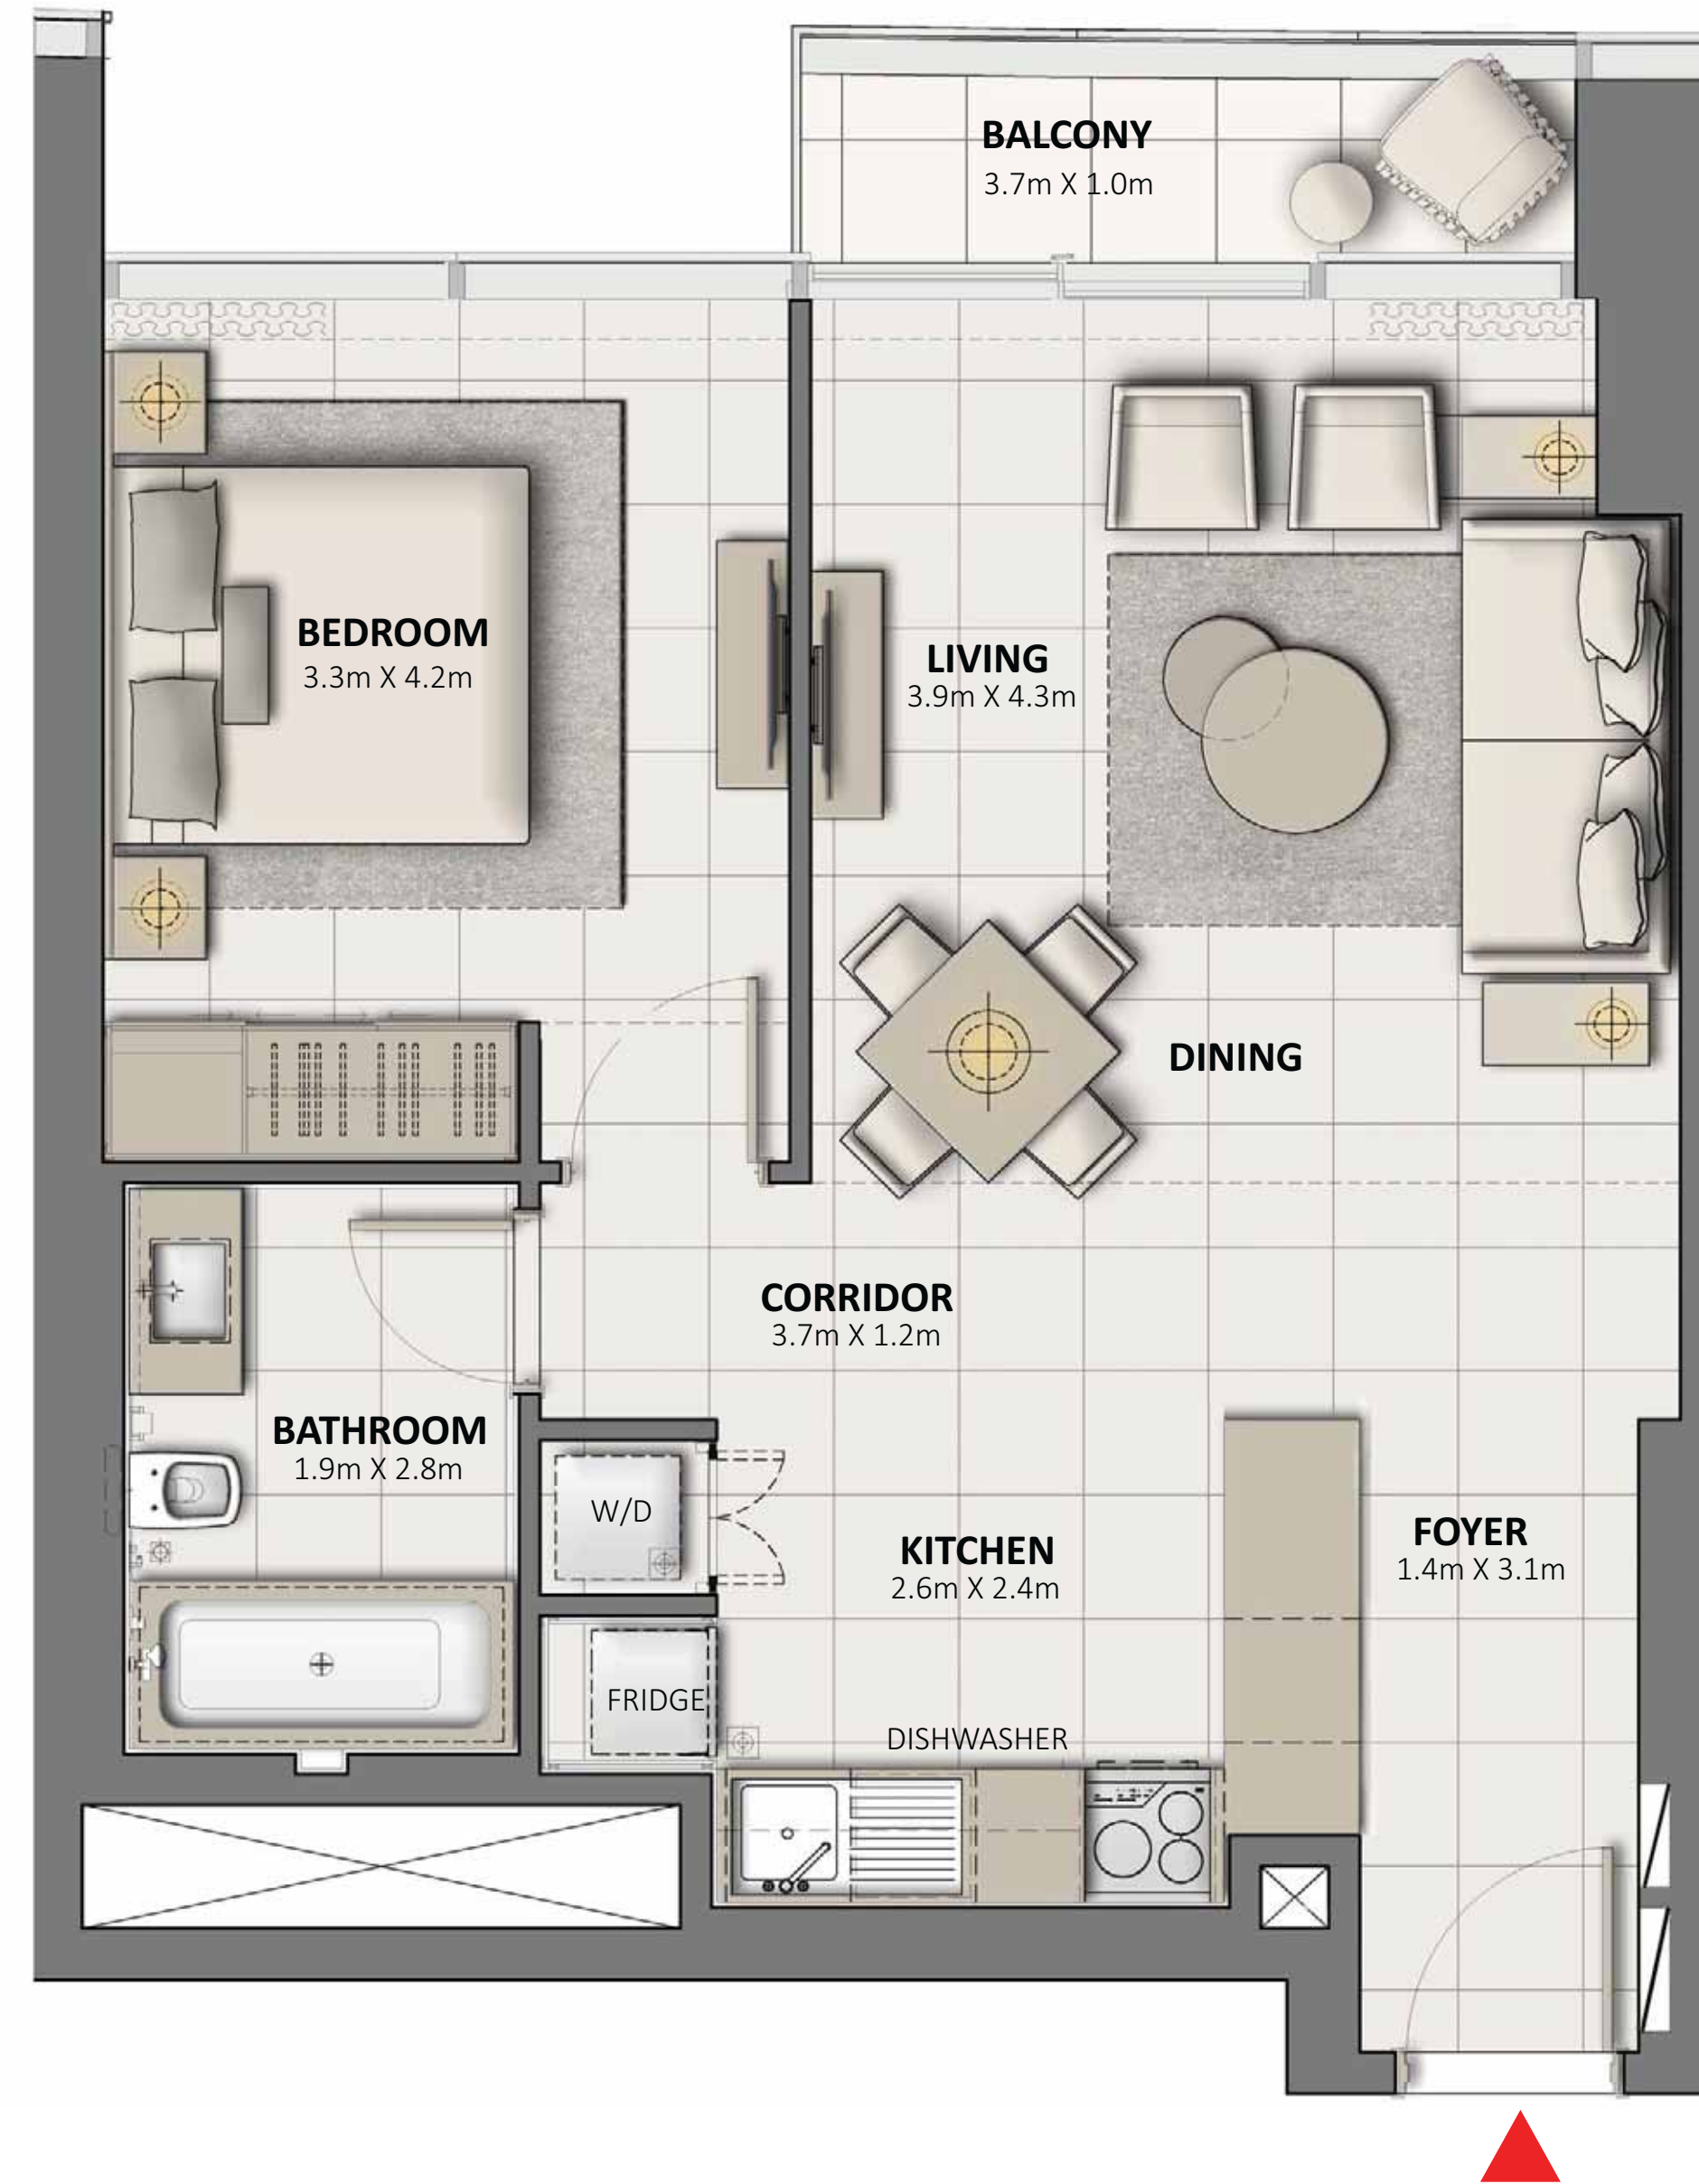 BALCONY
3.7m X 1.0m
BEDROOM
3.3m X 4.2m
LIVING
3.9m X 4.3m
DINING
CORRIDOR
3.7m X 1.2m
BATHROOM
1.9m X 2.8m
W/D
KITCHEN
2.6m X 2.4m
FOYER
1.4m X 3.1m
FRIDGE
DISHWASHER